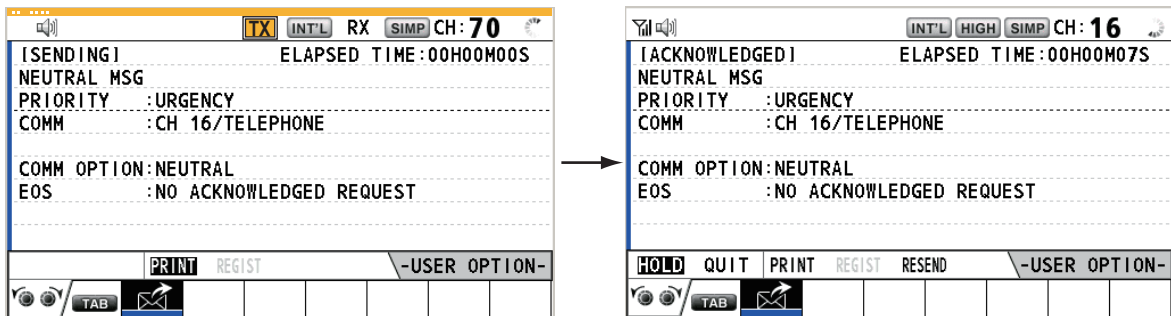 TX INT'L RX SIMP CH:70
[SENDING] ELAPSED TIME:00H00M00S
NEUTRAL MSG
PRIORITY :URGENCY
COMM :CH 16/TELEPHONE
COMM OPTION:NEUTRAL
EOS :NO ACKNOWLEDGED REQUEST
PRINT REGIST \-USER OPTION-
TAB
INT'L HIGH SIMP CH:16
[ACKNOWLEDGED] ELAPSED TIME:00H00M07S
NEUTRAL MSG
PRIORITY :URGENCY
COMM :CH 16/TELEPHONE
COMM OPTION:NEUTRAL
EOS :NO ACKNOWLEDGED REQUEST
HOLD QUIT PRINT REGIST RESEND \-USER OPTION-
TAB